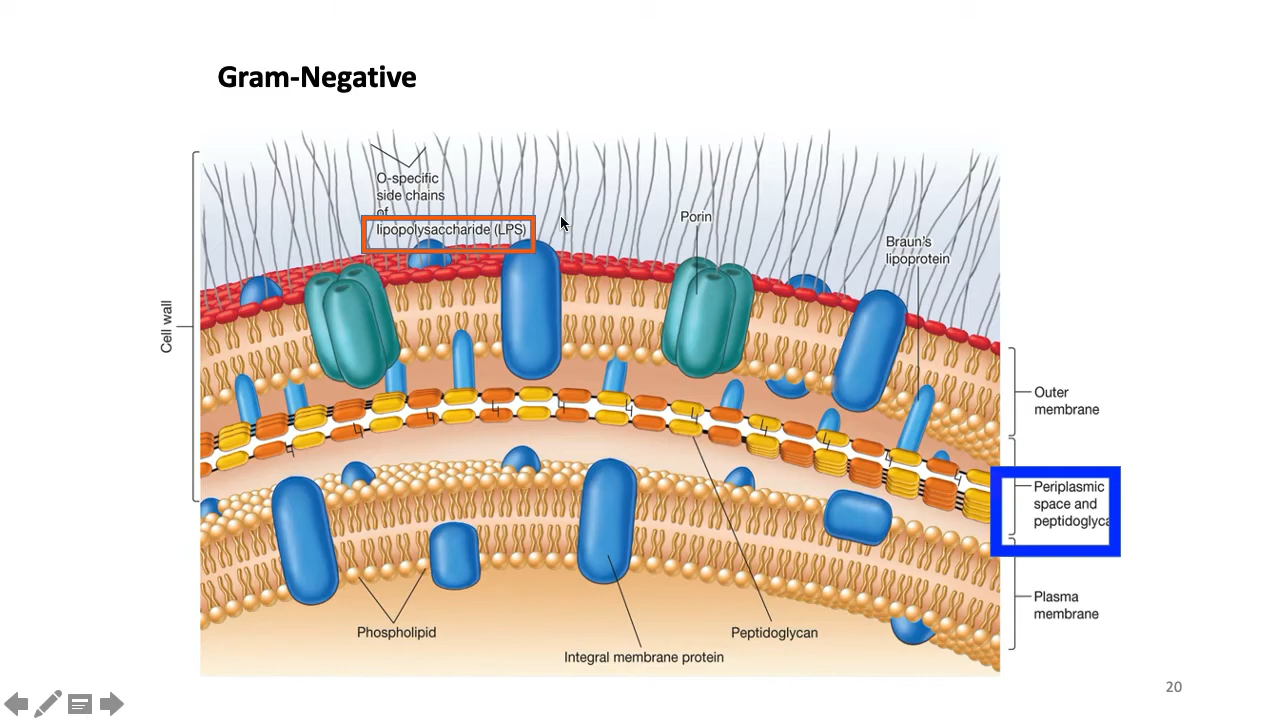 Gram-Negative
O-specific
side chains
of
lipopolysaccharide (LPS)
Porin
Braun's
lipoprotein
Cell wall
Outer
membrane
Periplasmic
space and
peptidoglyca
Plasma
membrane
Phospholipid
Peptidoglycan
Integral membrane protein
20